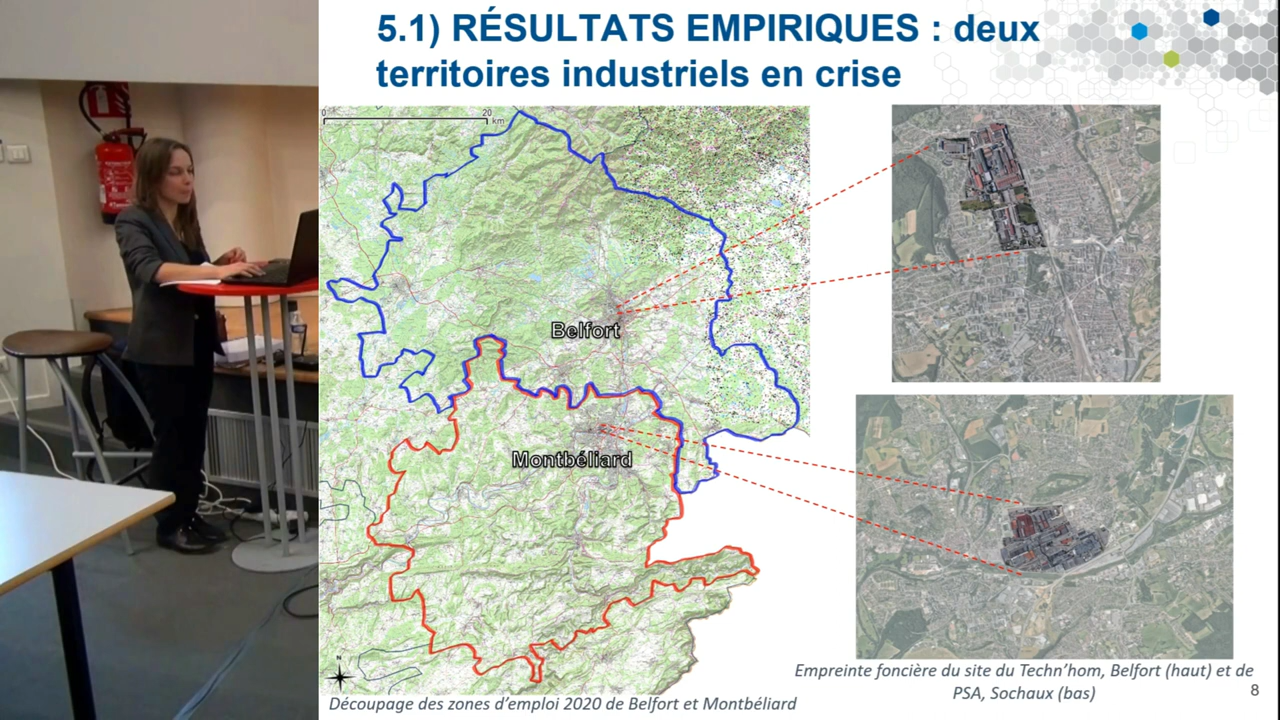 5.1) RÉSULTATS EMPIRIQUES : deux
territoires industriels en crise
0
20
km
Belfort
Montbéliard
N
Découpage des zones d'emploi 2020 de Belfort et Montbéliard
Empreinte foncière du site du Techn'hom, Belfort (haut) et de
PSA, Sochaux (bas)
8